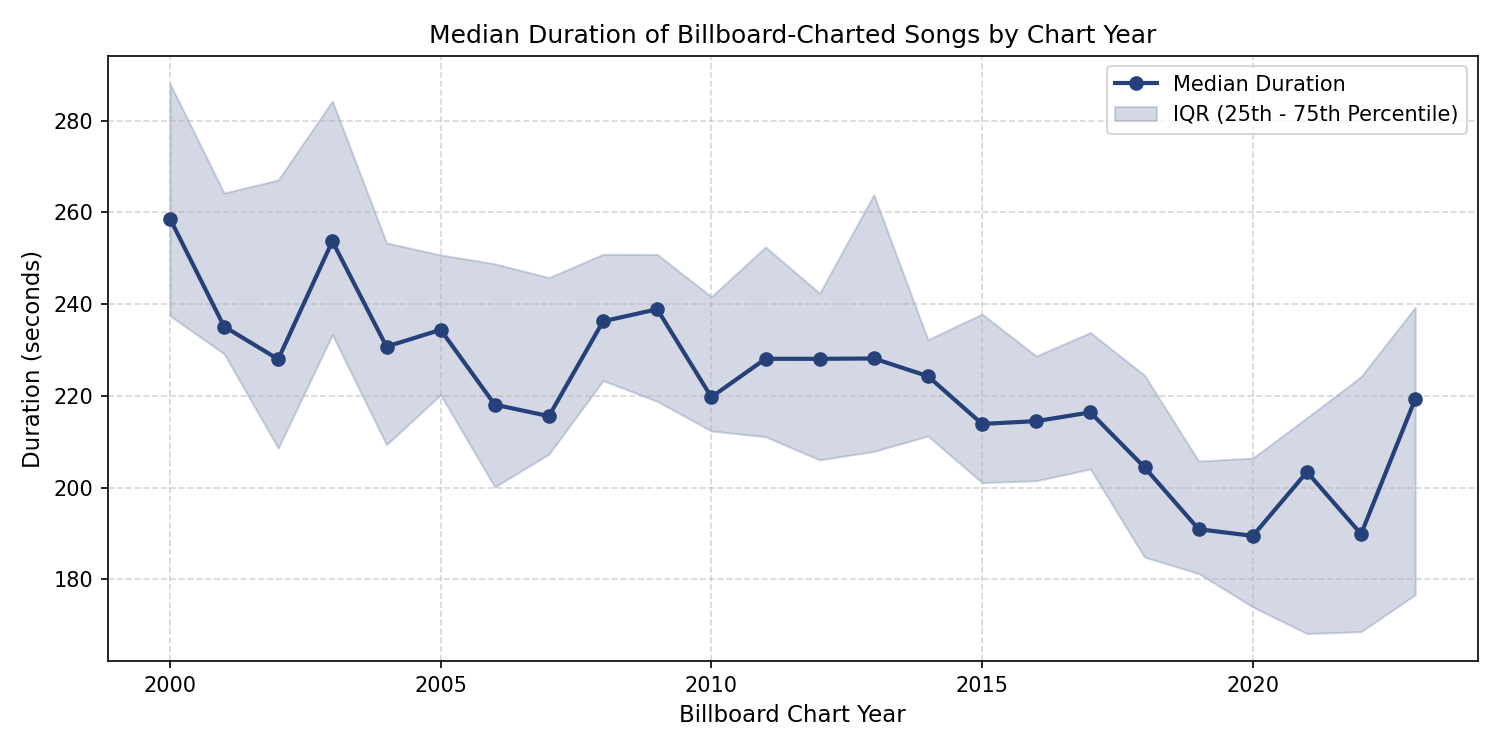 Median Duration of Billboard-Charted Songs by Chart Year
Median Duration
IQR (25th - 75th Percentile)
Duration (seconds)
280
260
240
220
200
180
2000
2005
2010
2015
2020
Billboard Chart Year